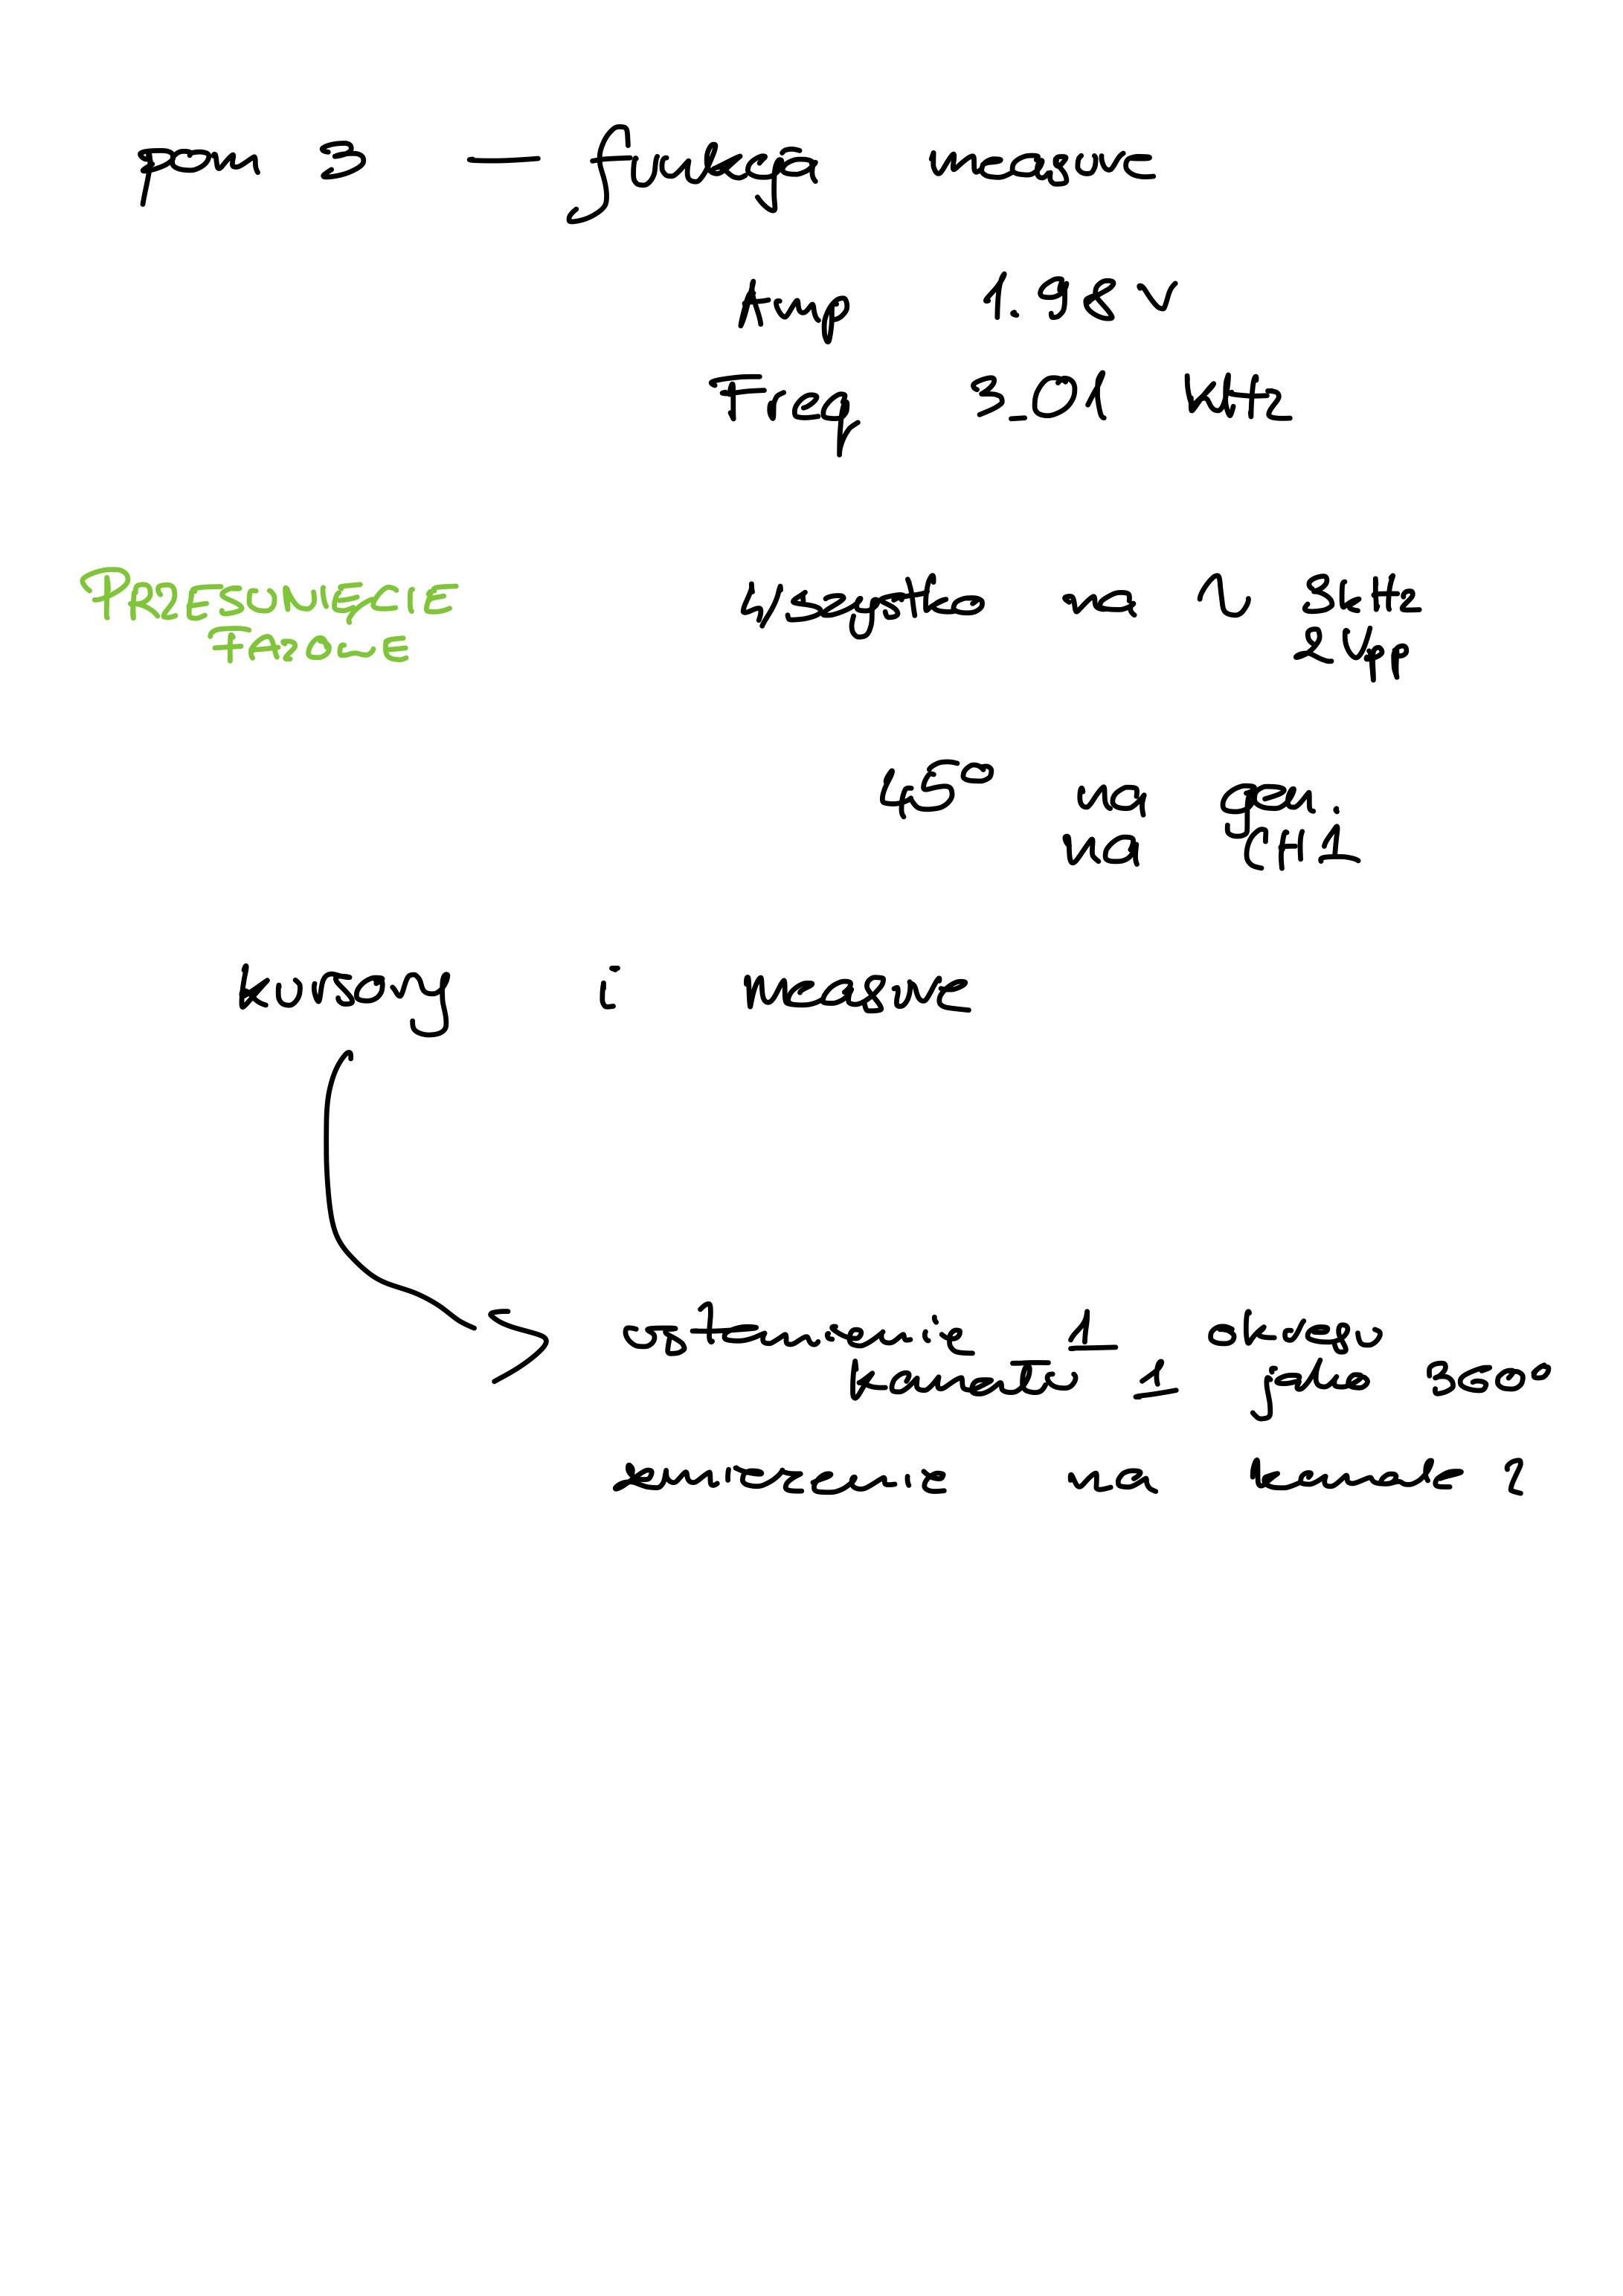 pom 3 — funkcja measure
Amp 1.98 V
Freq 3.01 kHz
PRZESUNIĘCIE
FAZOWE
wszystko na ~ 3kHz
2Vpp
45° na gen.
na CH1
kursory i measure
ustawienie 1 okresu
kanału 1 jako 360°
zmierzenie na kanale 2